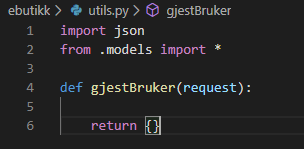 ebutikk > utils.py > gjestBruker
1 import json
2 from .models import *
3
4 def gjestBruker(request):
5
6 return {}